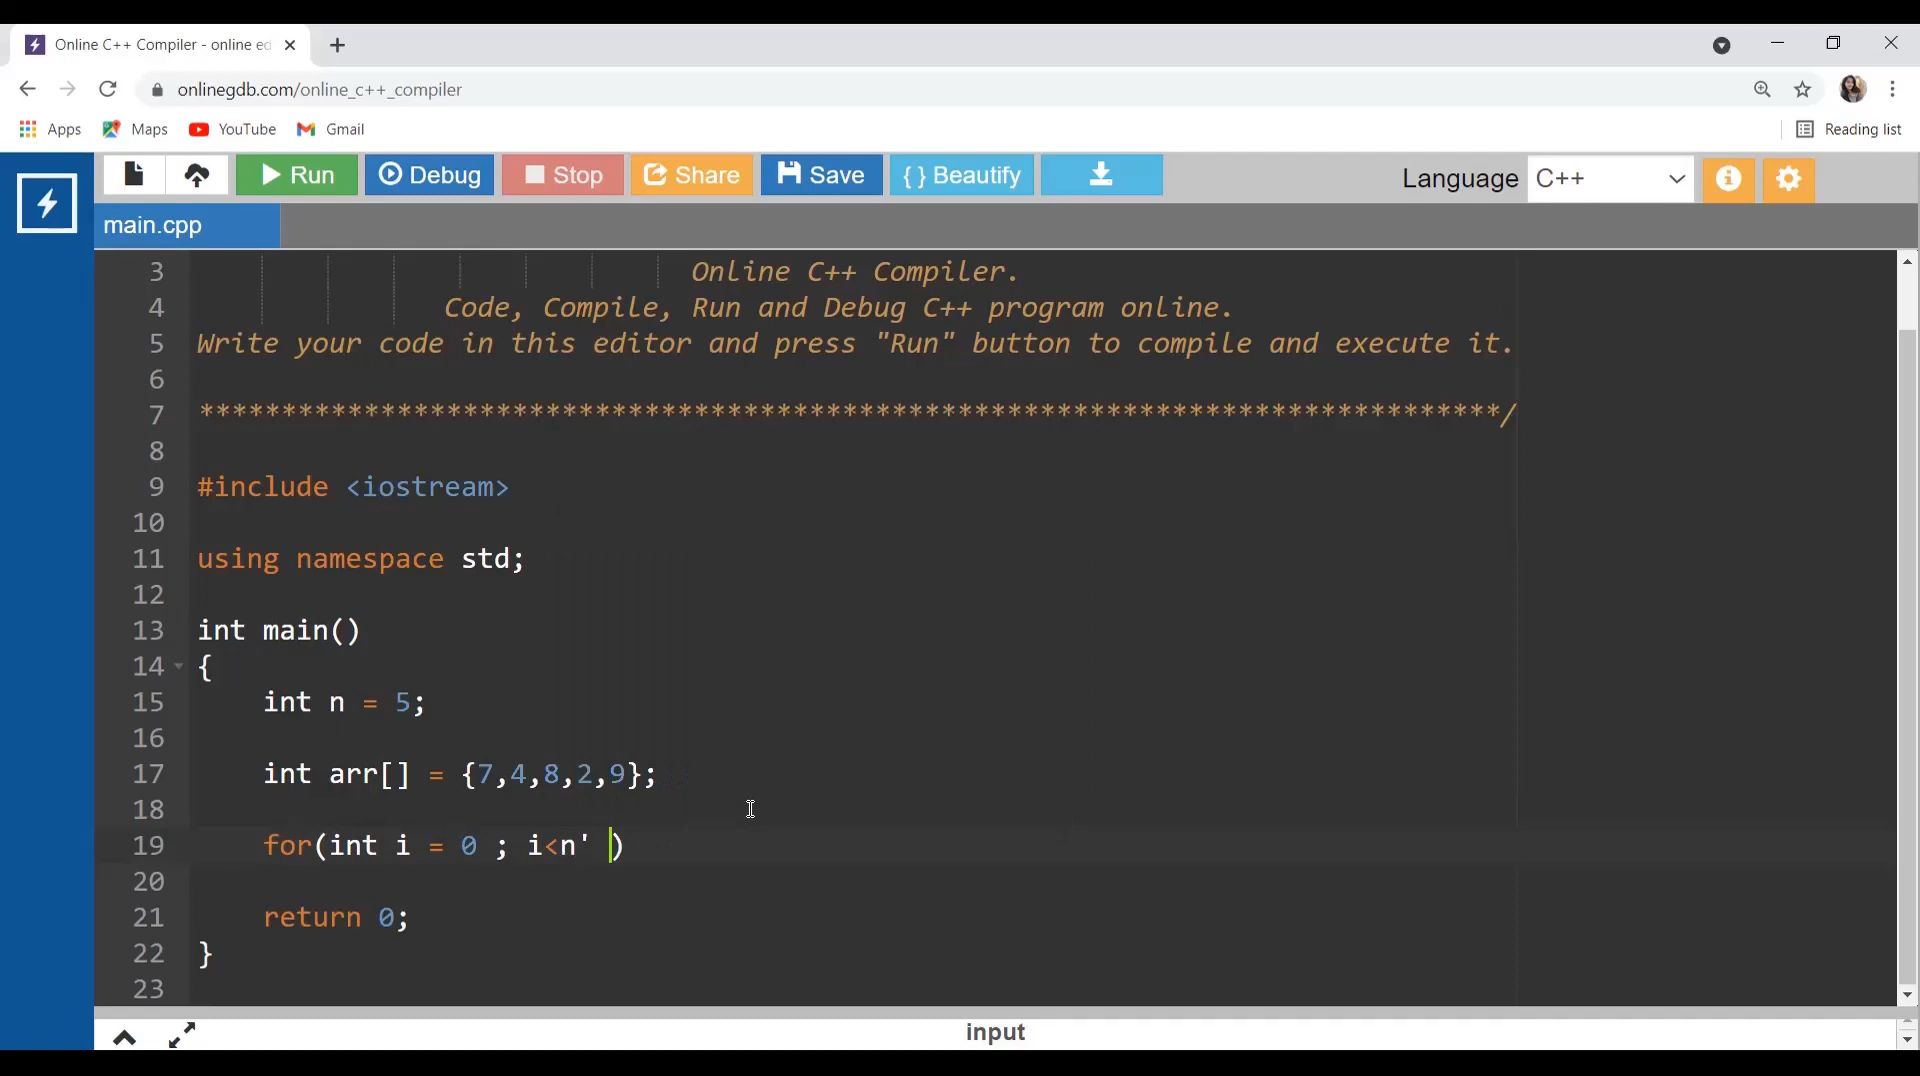 Online C++ Compiler - online ed
onlinegdb.com/online_c++_compiler
Apps Maps YouTube Gmail Reading list
Run Debug Stop Share Save { } Beautify Language C++
main.cpp
3 Online C++ Compiler.
4 Code, Compile, Run and Debug C++ program online.
5 Write your code in this editor and press "Run" button to compile and execute it.
6
7 *******************************************************************************/
8
9 #include <iostream>
10
11 using namespace std;
12
13 int main()
14 {
15 int n = 5;
16
17 int arr[] = {7,4,8,2,9};
18
19 for(int i = 0 ; i<n' )
20
21 return 0;
22 }
23
input